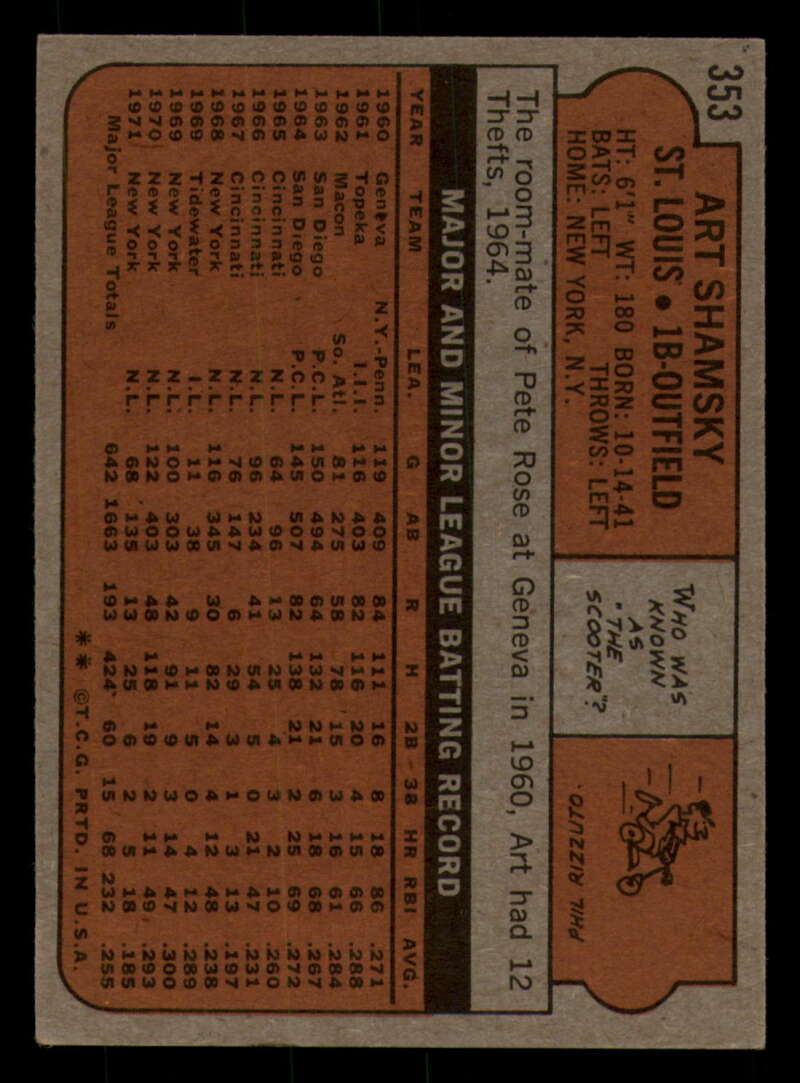 353
ART SHAMSKY
ST. LOUIS • 1B-OUTFIELD
HT: 6'1" WT: 180 BORN: 10-14-41
BATS: LEFT THROWS: LEFT
HOME: NEW YORK, N.Y.
WHO WAS
KNOWN
AS
"THE
SCOOTER"?
PHIL RIZZUTO.
The room-mate of Pete Rose at Geneva in 1960, Art had 12
Thefts, 1964.
MAJOR AND MINOR LEAGUE BATTING RECORD
YEAR TEAM LEA. G AB R H 2B 3B HR RBI AVG.
1960 Geneva N.Y.-Penn. 119 409 84 111 16 8 18 86 .271
1961 Topeka I.I.I. 116 403 82 116 20 4 15 66 .288
1962 Macon So. Atl. 81 275 58 78 15 3 16 61 .284
1963 San Diego P.C.L. 150 494 64 132 21 6 18 68 .267
1964 San Diego P.C.L. 145 507 82 138 21 2 25 69 .272
1965 Cincinnati N.L. 64 96 13 25 4 3 2 10 .260
1966 Cincinnati N.L. 96 234 41 54 5 0 21 47 .231
1967 Cincinnati N.L. 76 147 6 29 3 1 3 13 .197
1968 New York N.L. 116 345 30 82 14 4 12 48 .238
1969 Tidewater I.L. 11 38 9 11 5 0 4 12 .289
1969 New York N.L. 100 303 42 91 9 3 14 47 .300
1970 New York N.L. 122 403 48 118 19 2 11 49 .293
1971 New York N.L. 68 135 13 25 6 2 5 18 .185
Major League Totals 642 1663 193 424 60 15 68 232 .255
** ©T.C.G. PRTD. IN U.S.A.